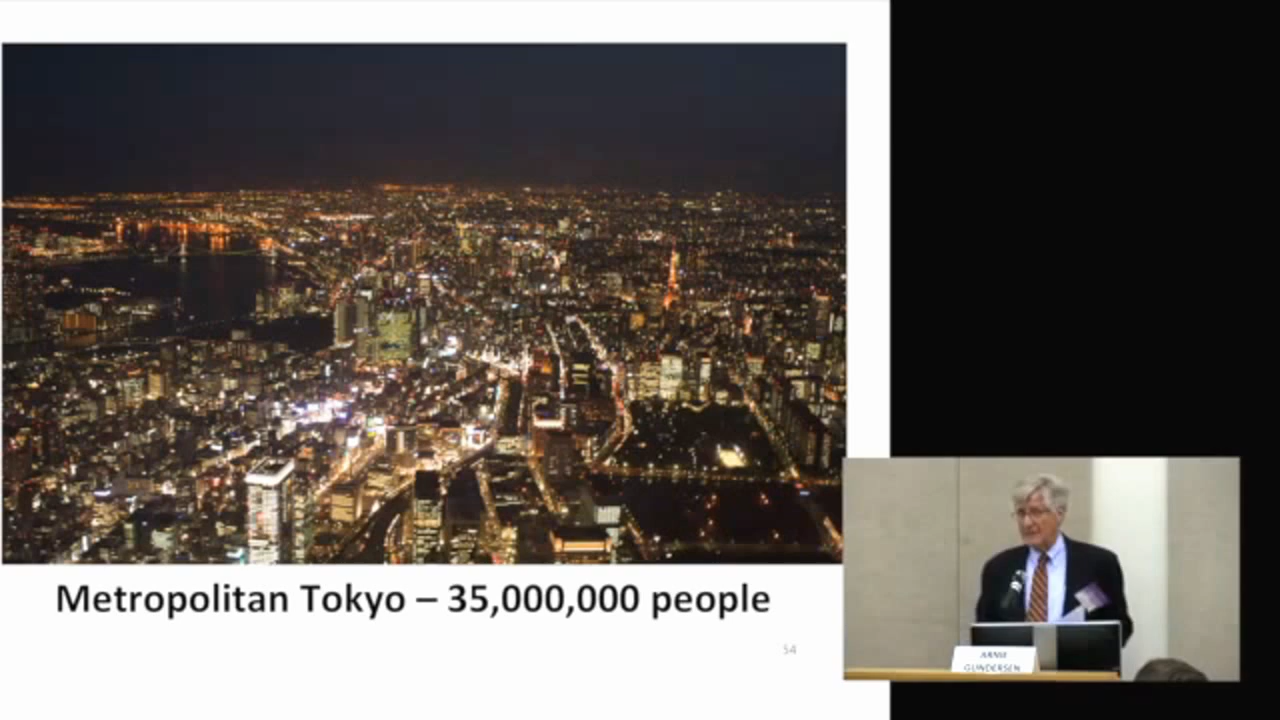 Metropolitan Tokyo – 35,000,000 people
54
ARNIE
GUNDERSEN